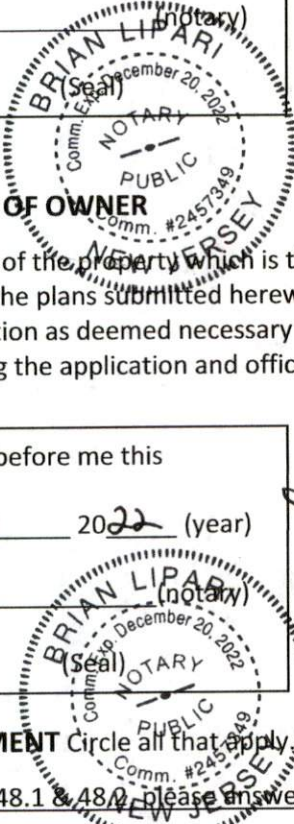 (notary)
BRIAN LIPARI
Comm. Exp. December 20, 2022
(Seal)
NOTARY
PUBLIC
Comm. #2457349
NEW JERSEY
OF OWNER
of the property which is t
he plans submitted herew
tion as deemed necessary
g the application and offic
before me this
2022 (year)
(notary)
BRIAN LIPARI
Comm. Exp. December 20, 2022
(Seal)
NOTARY
PUBLIC
Comm. #2457349
NEW JERSEY
MENT Circle all that apply.
48.1 & 48.2, please answe